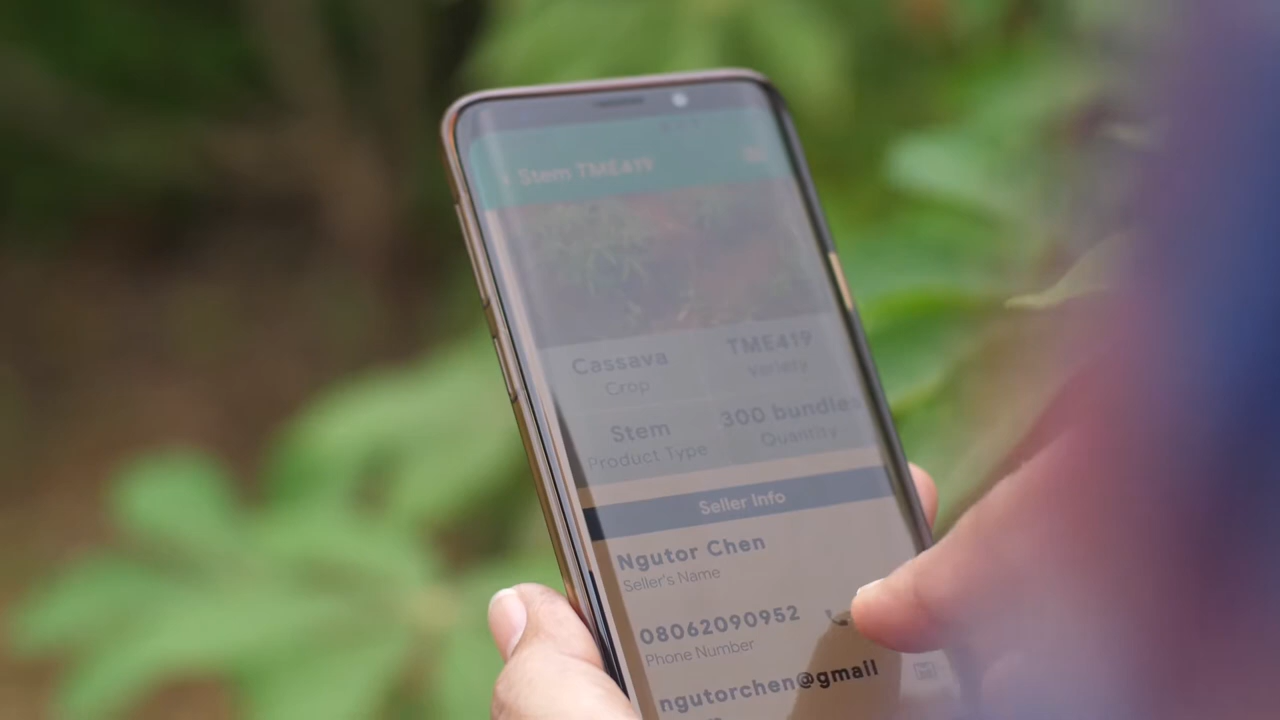 Stem TME419
Cassava
TME419
Crop
variety
Stem
300 bundles
Product Type
Quantity
Seller Info
Ngutor Chen
Seller's Name
08062090952
Phone Number
ngutorchen@gmail